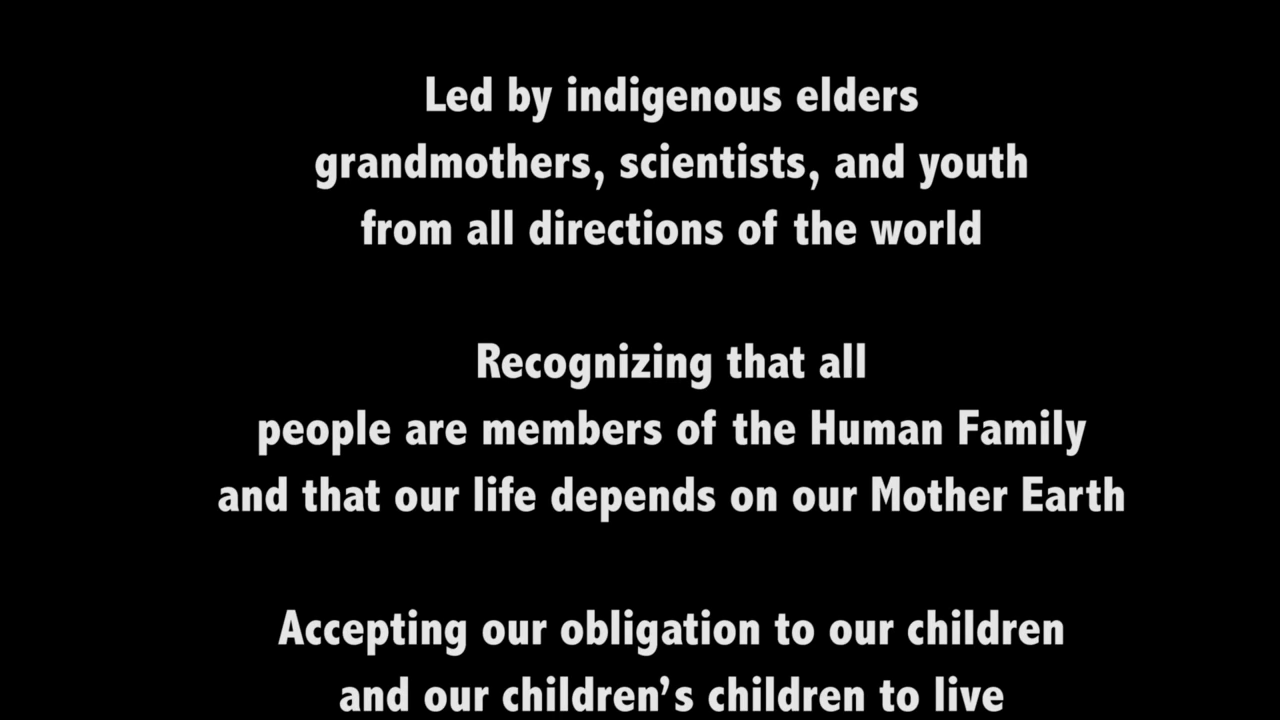 Led by indigenous elders
grandmothers, scientists, and youth
from all directions of the world
Recognizing that all
people are members of the Human Family
and that our life depends on our Mother Earth
Accepting our obligation to our children
and our children’s children to live